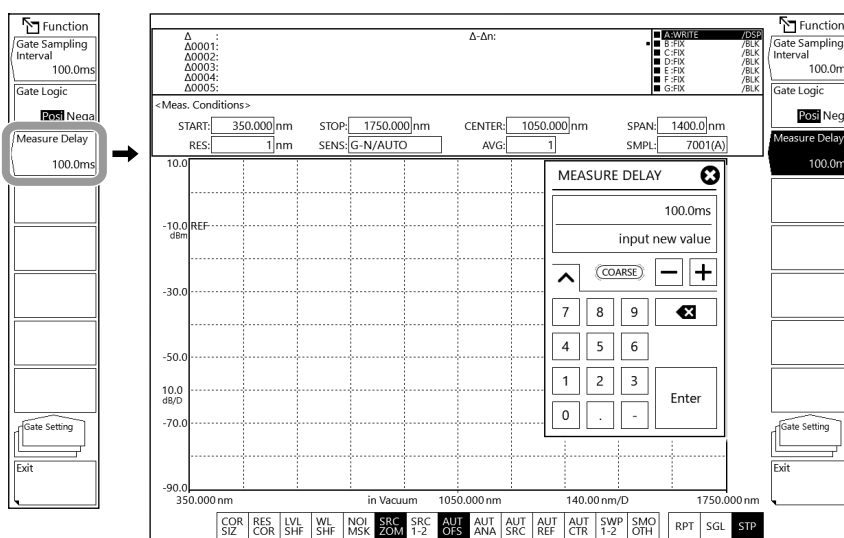 Function
Gate Sampling
Interval
100.0ms
Gate Logic
Posi Nega
Measure Delay
100.0ms
Gate Setting
Exit
Δ :
Δ0001:
Δ0002:
Δ0003:
Δ0004:
Δ0005:
Δ-Δn:
A:WRITE /DSP
B:FIX /BLK
C:FIX /BLK
D:FIX /BLK
E:FIX /BLK
F:FIX /BLK
G:FIX /BLK
<Meas. Conditions>
START: 350.000 nm STOP: 1750.000 nm CENTER: 1050.000 nm SPAN: 1400.0 nm
RES: 1 nm SENS: G-N/AUTO AVG: 1 SMPL: 7001(A)
10.0
-10.0 REF
dBm
-30.0
-50.0
10.0
dB/D
-70.0
-90.0
350.000 nm in Vacuum 1050.000 nm 140.00 nm/D 1750.000 nm
MEASURE DELAY
100.0ms
input new value
COARSE
7 8 9
4 5 6
1 2 3
Enter
0 . -
COR SIZ
RES COR
LVL SHF
WL SHF
NOI MSK
SRC ZOM
SRC 1-2
AUT OFS
AUT ANA
AUT SRC
AUT REF
AUT CTR
SWP 1-2
SMO OTH
RPT
SGL
STP
Function
Gate Sampling
Interval
100.0m
Gate Logic
Posi Neg
Measure Delay
100.0m
Gate Setting
Exit